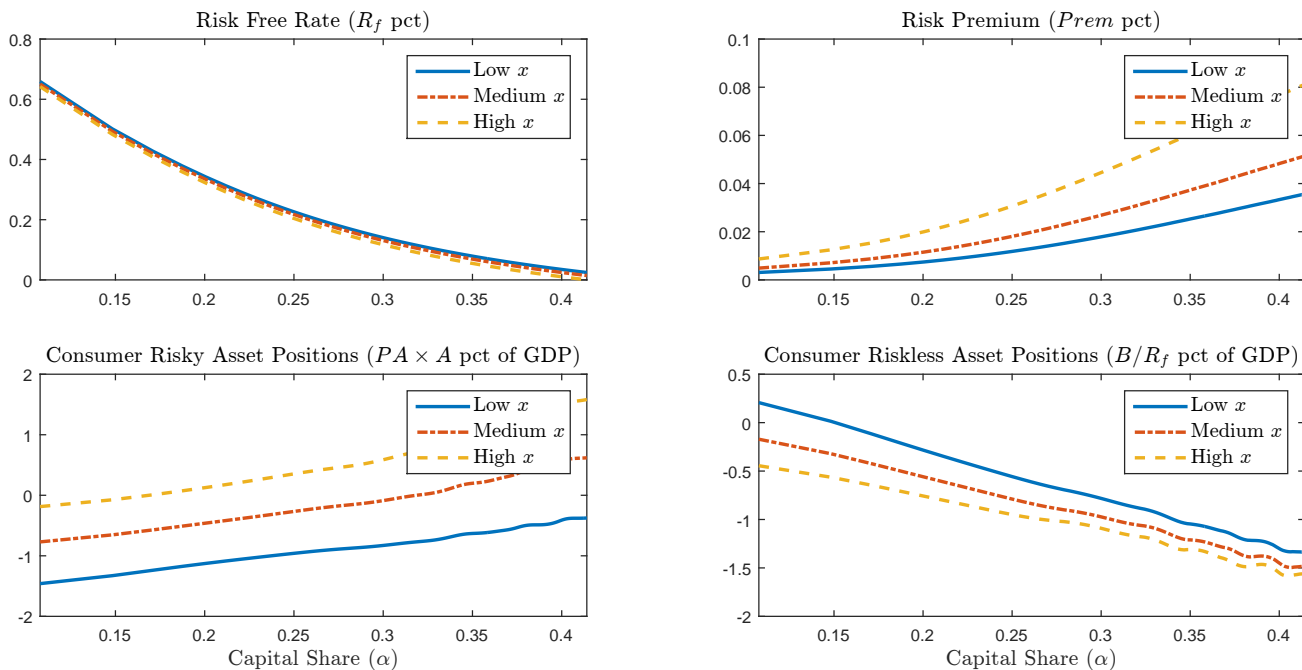 Risk Free Rate (R_f pct)
0.8
0.6
0.4
0.2
0
0.15 0.2 0.25 0.3 0.35 0.4
Low x
Medium x
High x
Risk Premium (Prem pct)
0.1
0.08
0.06
0.04
0.02
0
0.15 0.2 0.25 0.3 0.35 0.4
Low x
Medium x
High x
Consumer Risky Asset Positions (PA × A pct of GDP)
2
1
0
-1
-2
0.15 0.2 0.25 0.3 0.35 0.4
Low x
Medium x
High x
Capital Share (α)
Consumer Riskless Asset Positions (B/R_f pct of GDP)
0.5
0
-0.5
-1.0
-1.5
-2
0.15 0.2 0.25 0.3 0.35 0.4
Low x
Medium x
High x
Capital Share (α)